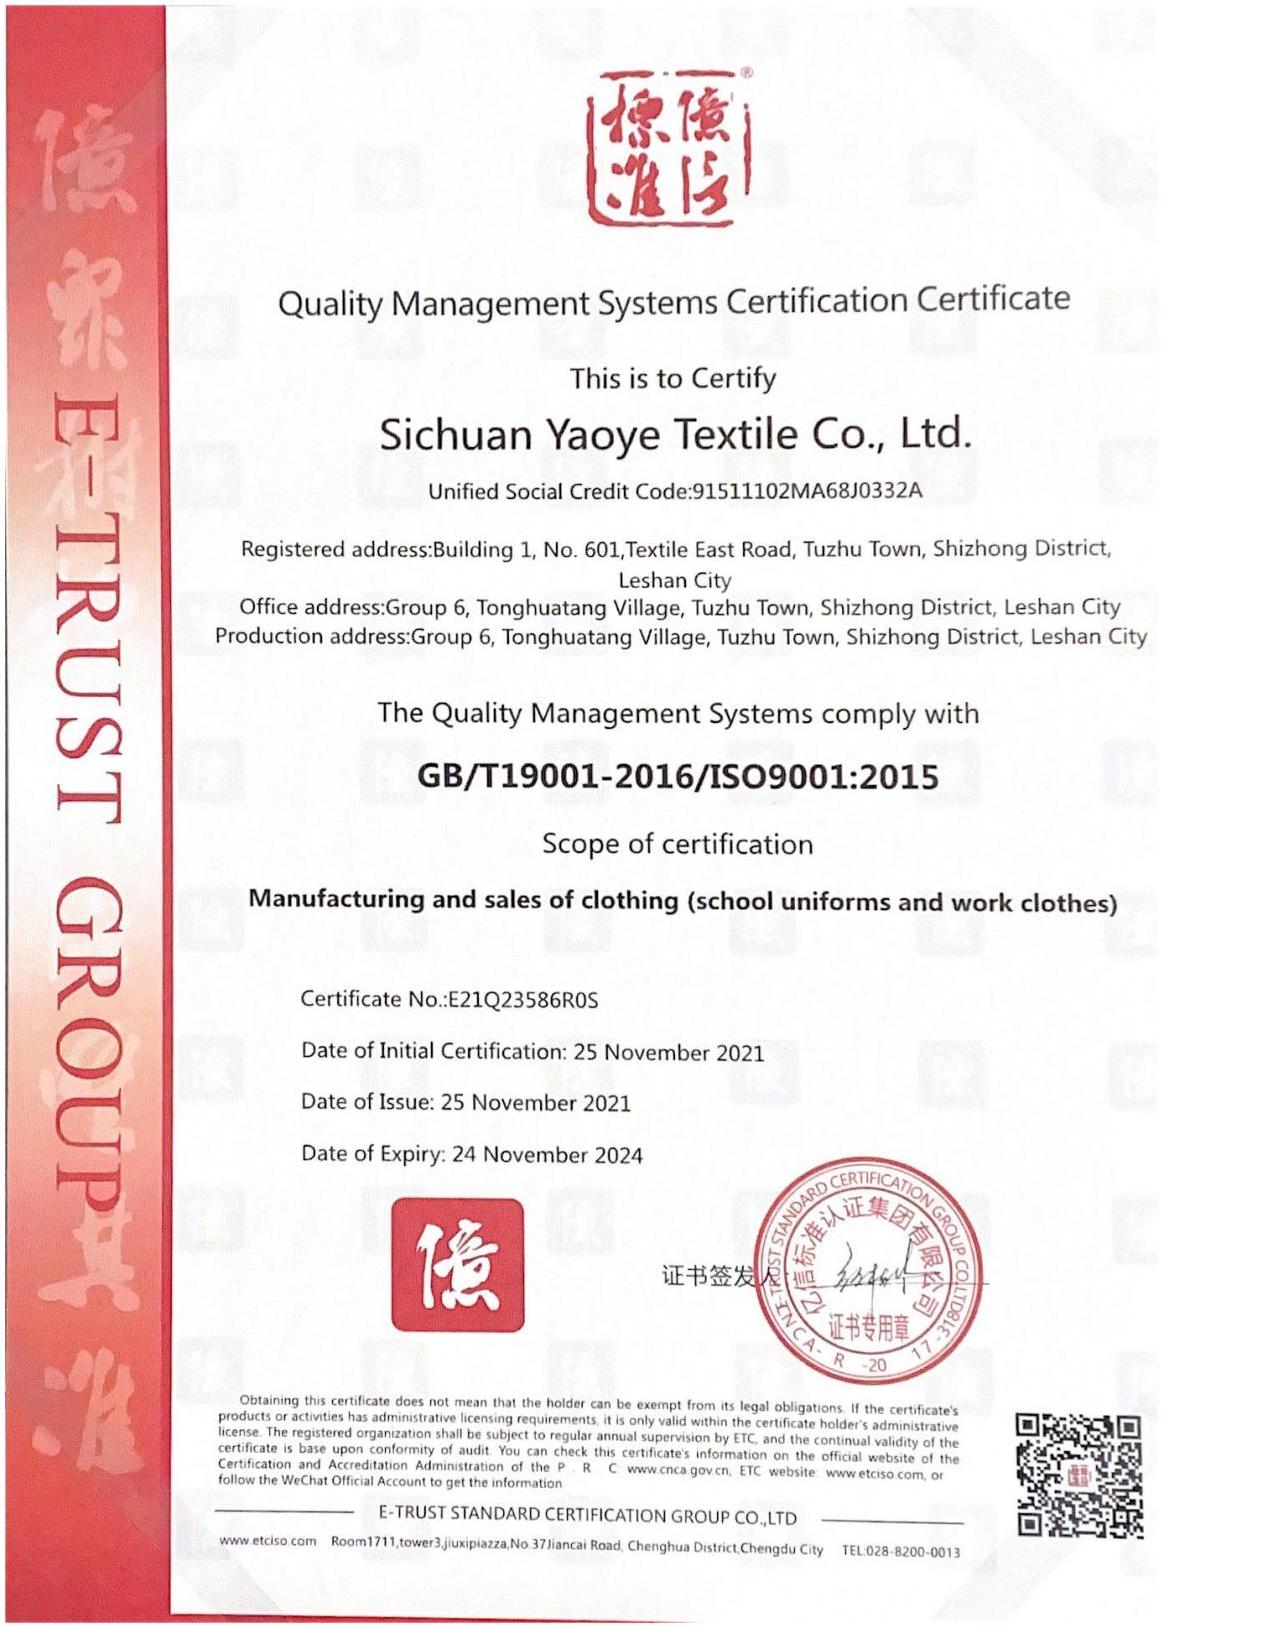 標億
準信
®
億
E-TRUST GROUP
其
準
Quality Management Systems Certification Certificate
This is to Certify
Sichuan Yaoye Textile Co., Ltd.
Unified Social Credit Code:91511102MA68J0332A
Registered address:Building 1, No. 601,Textile East Road, Tuzhu Town, Shizhong District,
Leshan City
Office address:Group 6, Tonghuatang Village, Tuzhu Town, Shizhong District, Leshan City
Production address:Group 6, Tonghuatang Village, Tuzhu Town, Shizhong District, Leshan City
The Quality Management Systems comply with
GB/T19001-2016/ISO9001:2015
Scope of certification
Manufacturing and sales of clothing (school uniforms and work clothes)
Certificate No.:E21Q23586R0S
Date of Initial Certification: 25 November 2021
Date of Issue: 25 November 2021
Date of Expiry: 24 November 2024
億
证书签发人
E-TRUST STANDARD CERTIFICATION GROUP CO.,LTD
亿信标准认证集团有限公司
证书专用章
CNCA-R-2017-318
Obtaining this certificate does not mean that the holder can be exempt from its legal obligations. If the certificate's
products or activities has administrative licensing requirements, it is only valid within the certificate holder's administrative
license. The registered organization shall be subject to regular annual supervision by ETC, and the continual validity of the
certificate is base upon conformity of audit. You can check this certificate's information on the official website of the
Certification and Accreditation Administration of the P . R . C www.cnca.gov.cn, ETC website: www.etciso.com, or
follow the WeChat Official Account to get the information
E-TRUST STANDARD CERTIFICATION GROUP CO.,LTD
www.etciso.com Room1711,tower3,jiuxipiazza,No.37Jiancai Road, Chenghua District,Chengdu City TEL:028-8200-0013